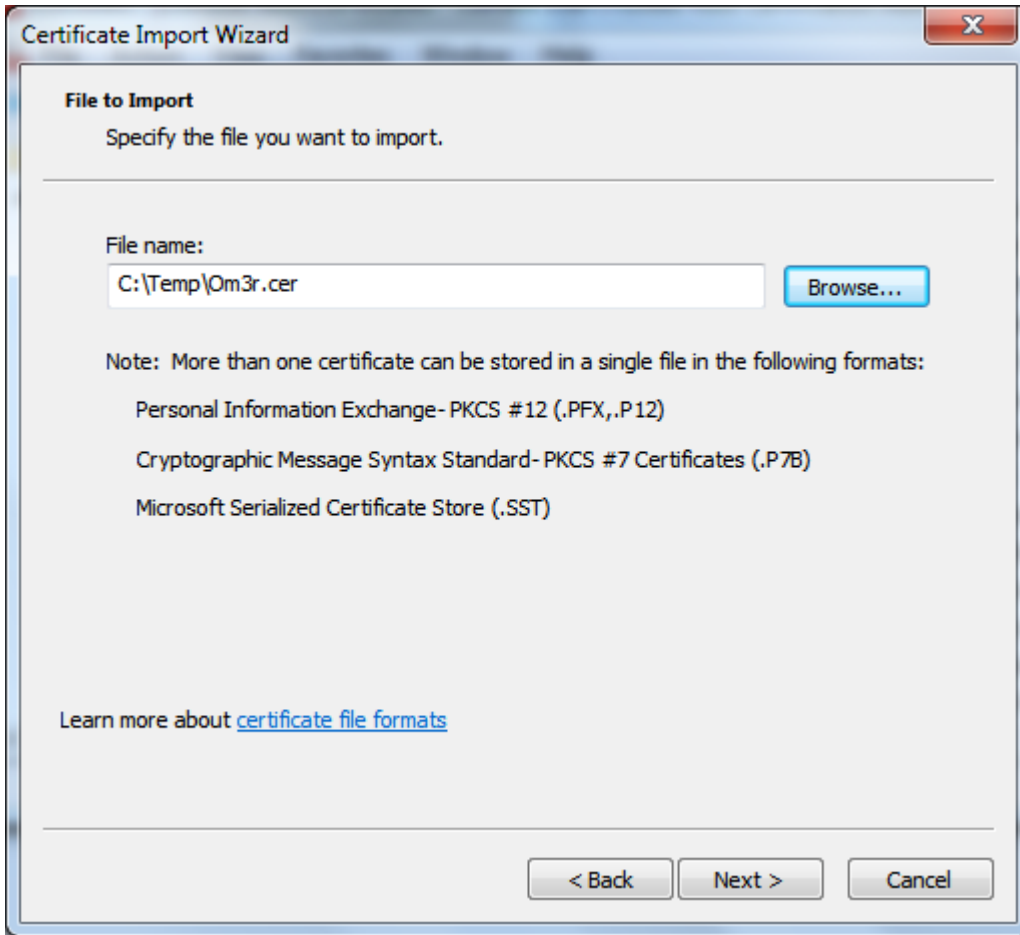 Certificate Import Wizard
File to Import
Specify the file you want to import.
File name:
C:\Temp\Om3r.cer
Browse...
Note: More than one certificate can be stored in a single file in the following formats:
Personal Information Exchange- PKCS #12 (.PFX,.P12)
Cryptographic Message Syntax Standard- PKCS #7 Certificates (.P7B)
Microsoft Serialized Certificate Store (.SST)
Learn more about certificate file formats
< Back
Next >
Cancel